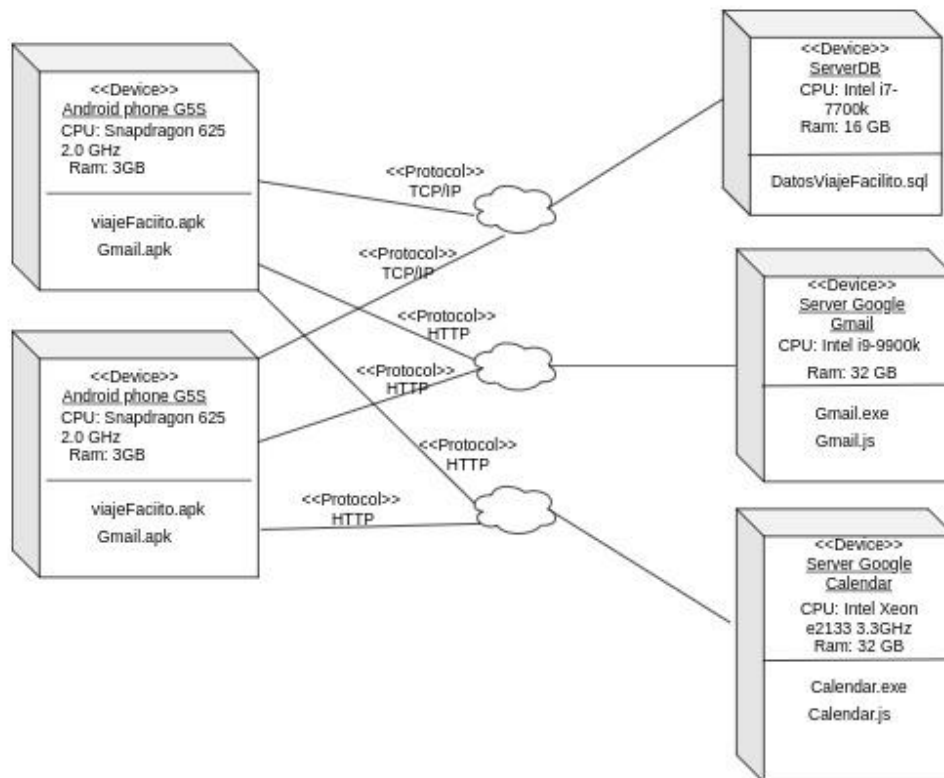 <<Device>>
Android phone G5S
CPU: Snapdragon 625
2.0 GHz
Ram: 3GB
viajeFaciito.apk
Gmail.apk
<<Device>>
Android phone G5S
CPU: Snapdragon 625
2.0 GHz
Ram: 3GB
viajeFaciito.apk
Gmail.apk
<<Protocol>>
TCP/IP
<<Protocol>>
TCP/IP
<<Protocol>>
HTTP
<<Protocol>>
HTTP
<<Protocol>>
HTTP
<<Protocol>>
HTTP
<<Device>>
ServerDB
CPU: Intel i7-
7700k
Ram: 16 GB
DatosViajeFacilito.sql
<<Device>>
Server Google
Gmail
CPU: Intel i9-9900k
Ram: 32 GB
Gmail.exe
Gmail.js
<<Device>>
Server Google
Calendar
CPU: Intel Xeon
e2133 3.3GHz
Ram: 32 GB
Calendar.exe
Calendar.js